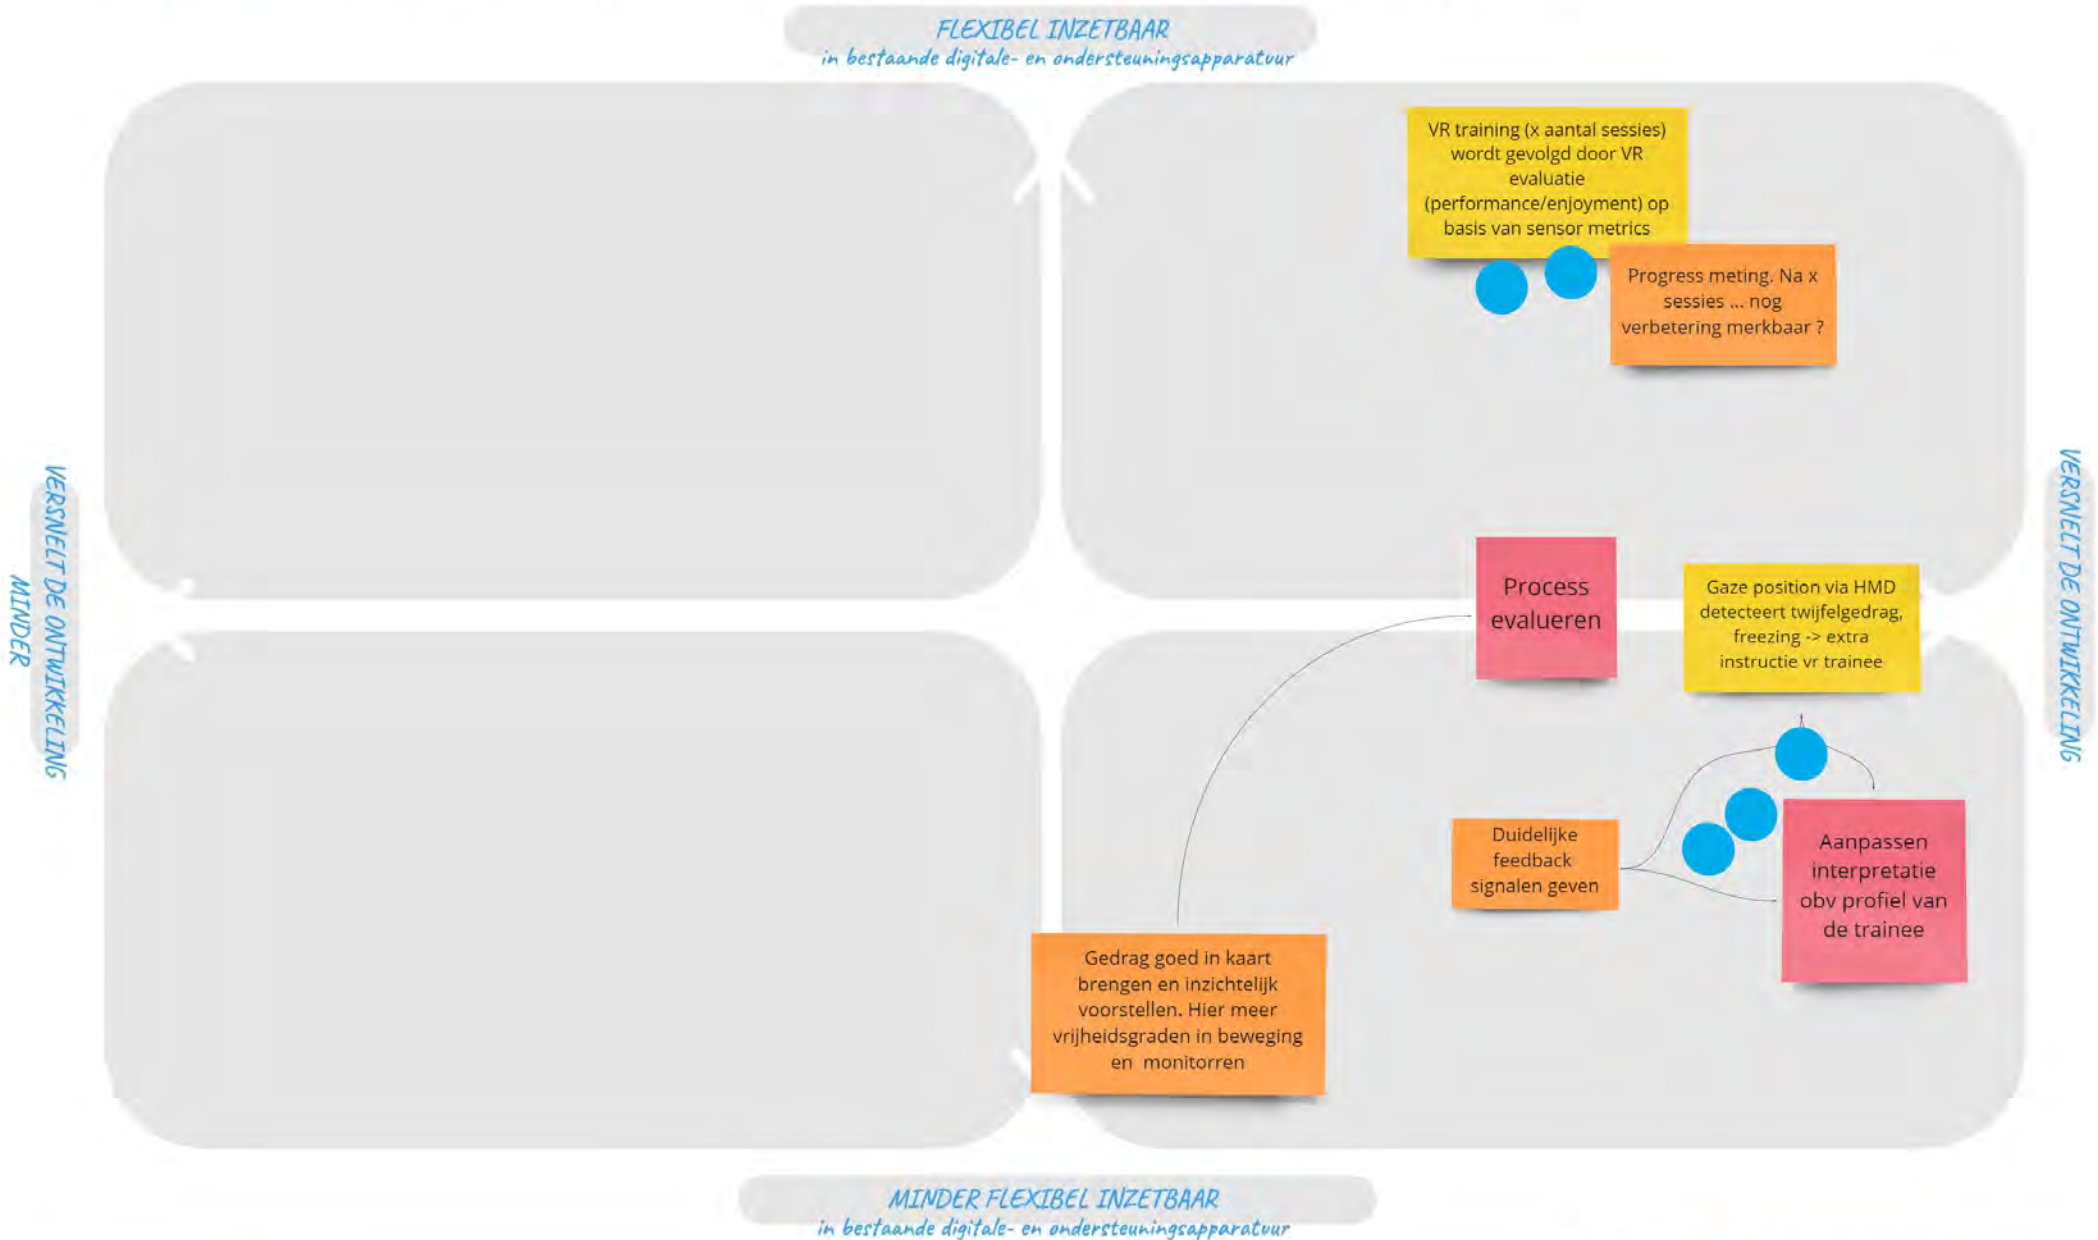 FLEXIBEL INZETBAAR
in bestaande digitale- en ondersteuningsapparatuur
VR training (x aantal sessies)
wordt gevolgd door VR
evaluatie
(performance/enjoyment) op
basis van sensor metrics
Progress meting. Na x
sessies ... nog
verbetering merkbaar ?
VERSNELT DE ONTWIKKELING
MINDER
VERSNELT DE ONTWIKKELING
Process
evalueren
Gaze position via HMD
detecteert twijfelgedrag,
freezing -> extra
instructie vr trainee
Duidelijke
feedback
signalen geven
Aanpassen
interpretatie
obv profiel van
de trainee
Gedrag goed in kaart
brengen en inzichtelijk
voorstellen. Hier meer
vrijheidsgraden in beweging
en monitorren
MINDER FLEXIBEL INZETBAAR
in bestaande digitale- en ondersteuningsapparatuur